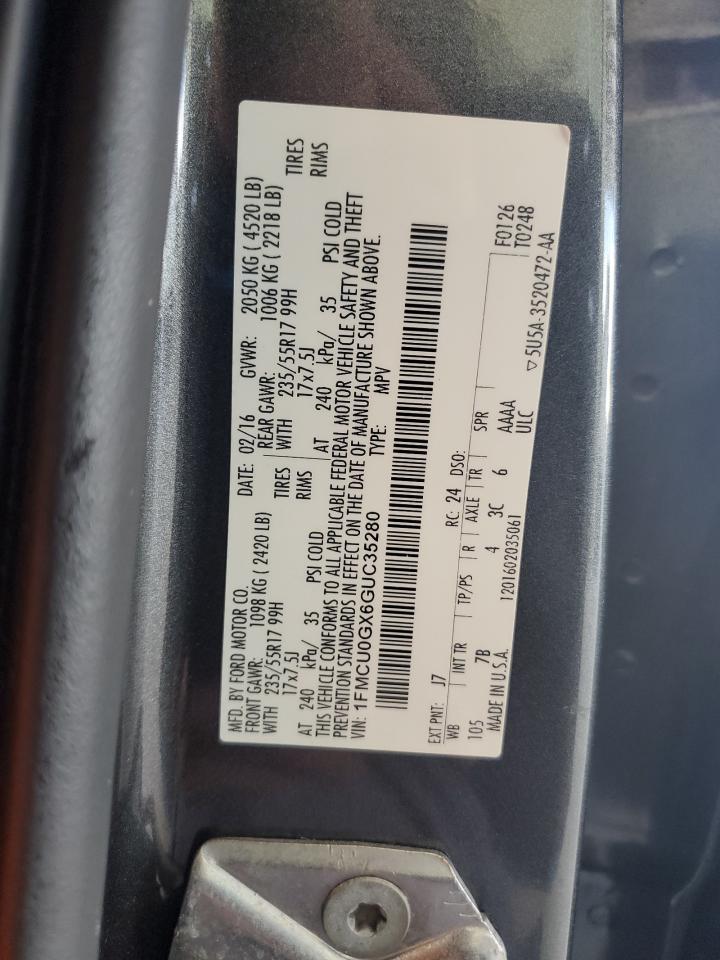 MFD. BY FORD MOTOR CO.
DATE: 02/16 GVWR: 2050 KG ( 4520 LB)
FRONT GAWR: 1098 KG ( 2420 LB)
REAR GAWR: 1006 KG ( 2218 LB)
WITH 235/55R17 99H TIRES
WITH 235/55R17 99H TIRES
17x7.5J RIMS
17x7.5J RIMS
AT 240 kPa/ 35 PSI COLD
AT 240 kPa/ 35 PSI COLD
THIS VEHICLE CONFORMS TO ALL APPLICABLE FEDERAL MOTOR VEHICLE SAFETY AND THEFT
PREVENTION STANDARDS IN EFFECT ON THE DATE OF MANUFACTURE SHOWN ABOVE.
VIN: 1FMCU0GX6GUC35280 TYPE: MPV
EXT PNT: J7 RC: 24 DSO: F0126
T0248
WB INT TR TP/PS R AXLE TR SPR
105 7B 4 3C 6 AAAA
ULC
MADE IN U.S.A. 1201602035061
▽5U5A-3520472-AA